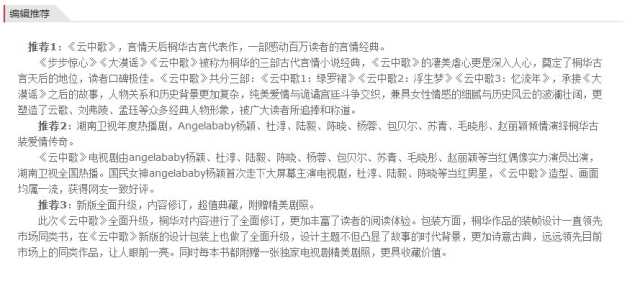 编辑推荐
推荐1：《云中歌》，言情天后桐华古言代表作，一部感动百万读者的言情经典。
《步步惊心》《大漠谣》《云中歌》被称为桐华的三部古代言情小说经典，《云中歌》的凄美虐心更是深入人心，奠定了桐华古
言天后的地位，读者口碑极佳。《云中歌》共分三部：《云中歌1：绿罗裙》《云中歌2：浮生梦》《云中歌3：忆流年》，承接《大
漠谣》之后的故事，人物关系和历史背景更加复杂，纯美爱情与诡谲宫廷斗争交织，兼具女性情感的细腻与历史风云的波澜壮阔，更
塑造了云歌、刘弗陵、孟珏等众多经典人物形象，被广大读者所追捧和称道。
推荐2：湖南卫视年度热播剧，Angelababy杨颖、杜淳、陆毅、陈晓、杨蓉、包贝尔、苏青、毛晓彤、赵丽颖倾情演绎桐华古
装爱情传奇。
《云中歌》电视剧由angelababy杨颖、杜淳、陆毅、陈晓、杨蓉、包贝尔、苏青、毛晓彤、赵丽颖等当红偶像实力演员出演，
湖南卫视全国热播。国民女神angelababy杨颖首次走下大屏幕主演电视剧，杜淳、陆毅、陈晓等当红男星，《云中歌》造型、画面
均属一流，获得网友一致好评。
推荐3：新版全面升级，内容修订，超值典藏，附赠精美剧照。
此次《云中歌》全面升级，桐华对内容进行了全面修订，更加丰富了读者的阅读体验。包装方面，桐华作品的装帧设计一直领先
市场同类书，在《云中歌》新版的设计包装上也做了全面升级，设计主题不但凸显了故事的时代背景，更加诗意古典，远远领先目前
市场上的同类作品，让人眼前一亮。同时每本书都附赠一张独家电视剧精美剧照，更具收藏价值。